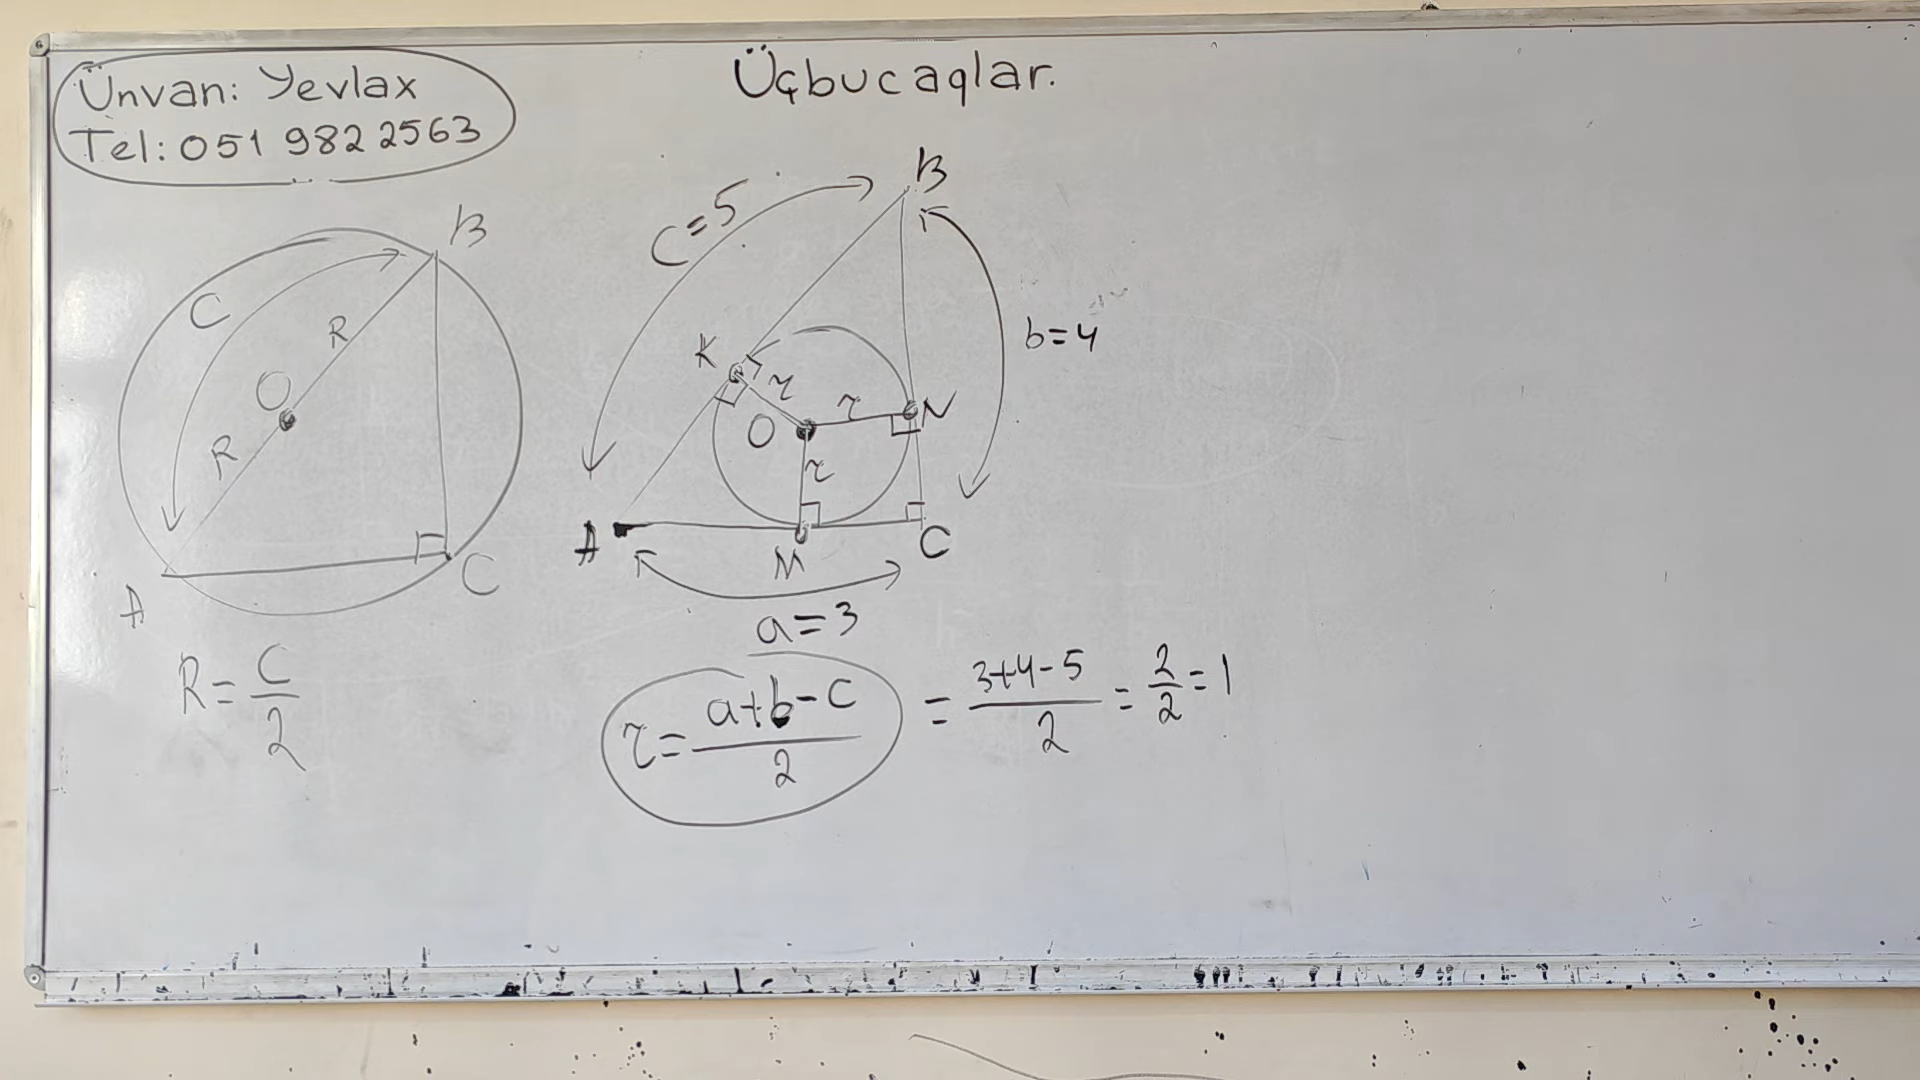 Ünvan: Yevlax
Tel: 051 982 2563
Üçbucaqlar.
B
C
R
O
R
A
C
R = C/2
B
C=5
b=4
K
r
r
N
O
r
A
M
C
a=3
r = (a+b-c)/2 = (3+4-5)/2 = 2/2 = 1